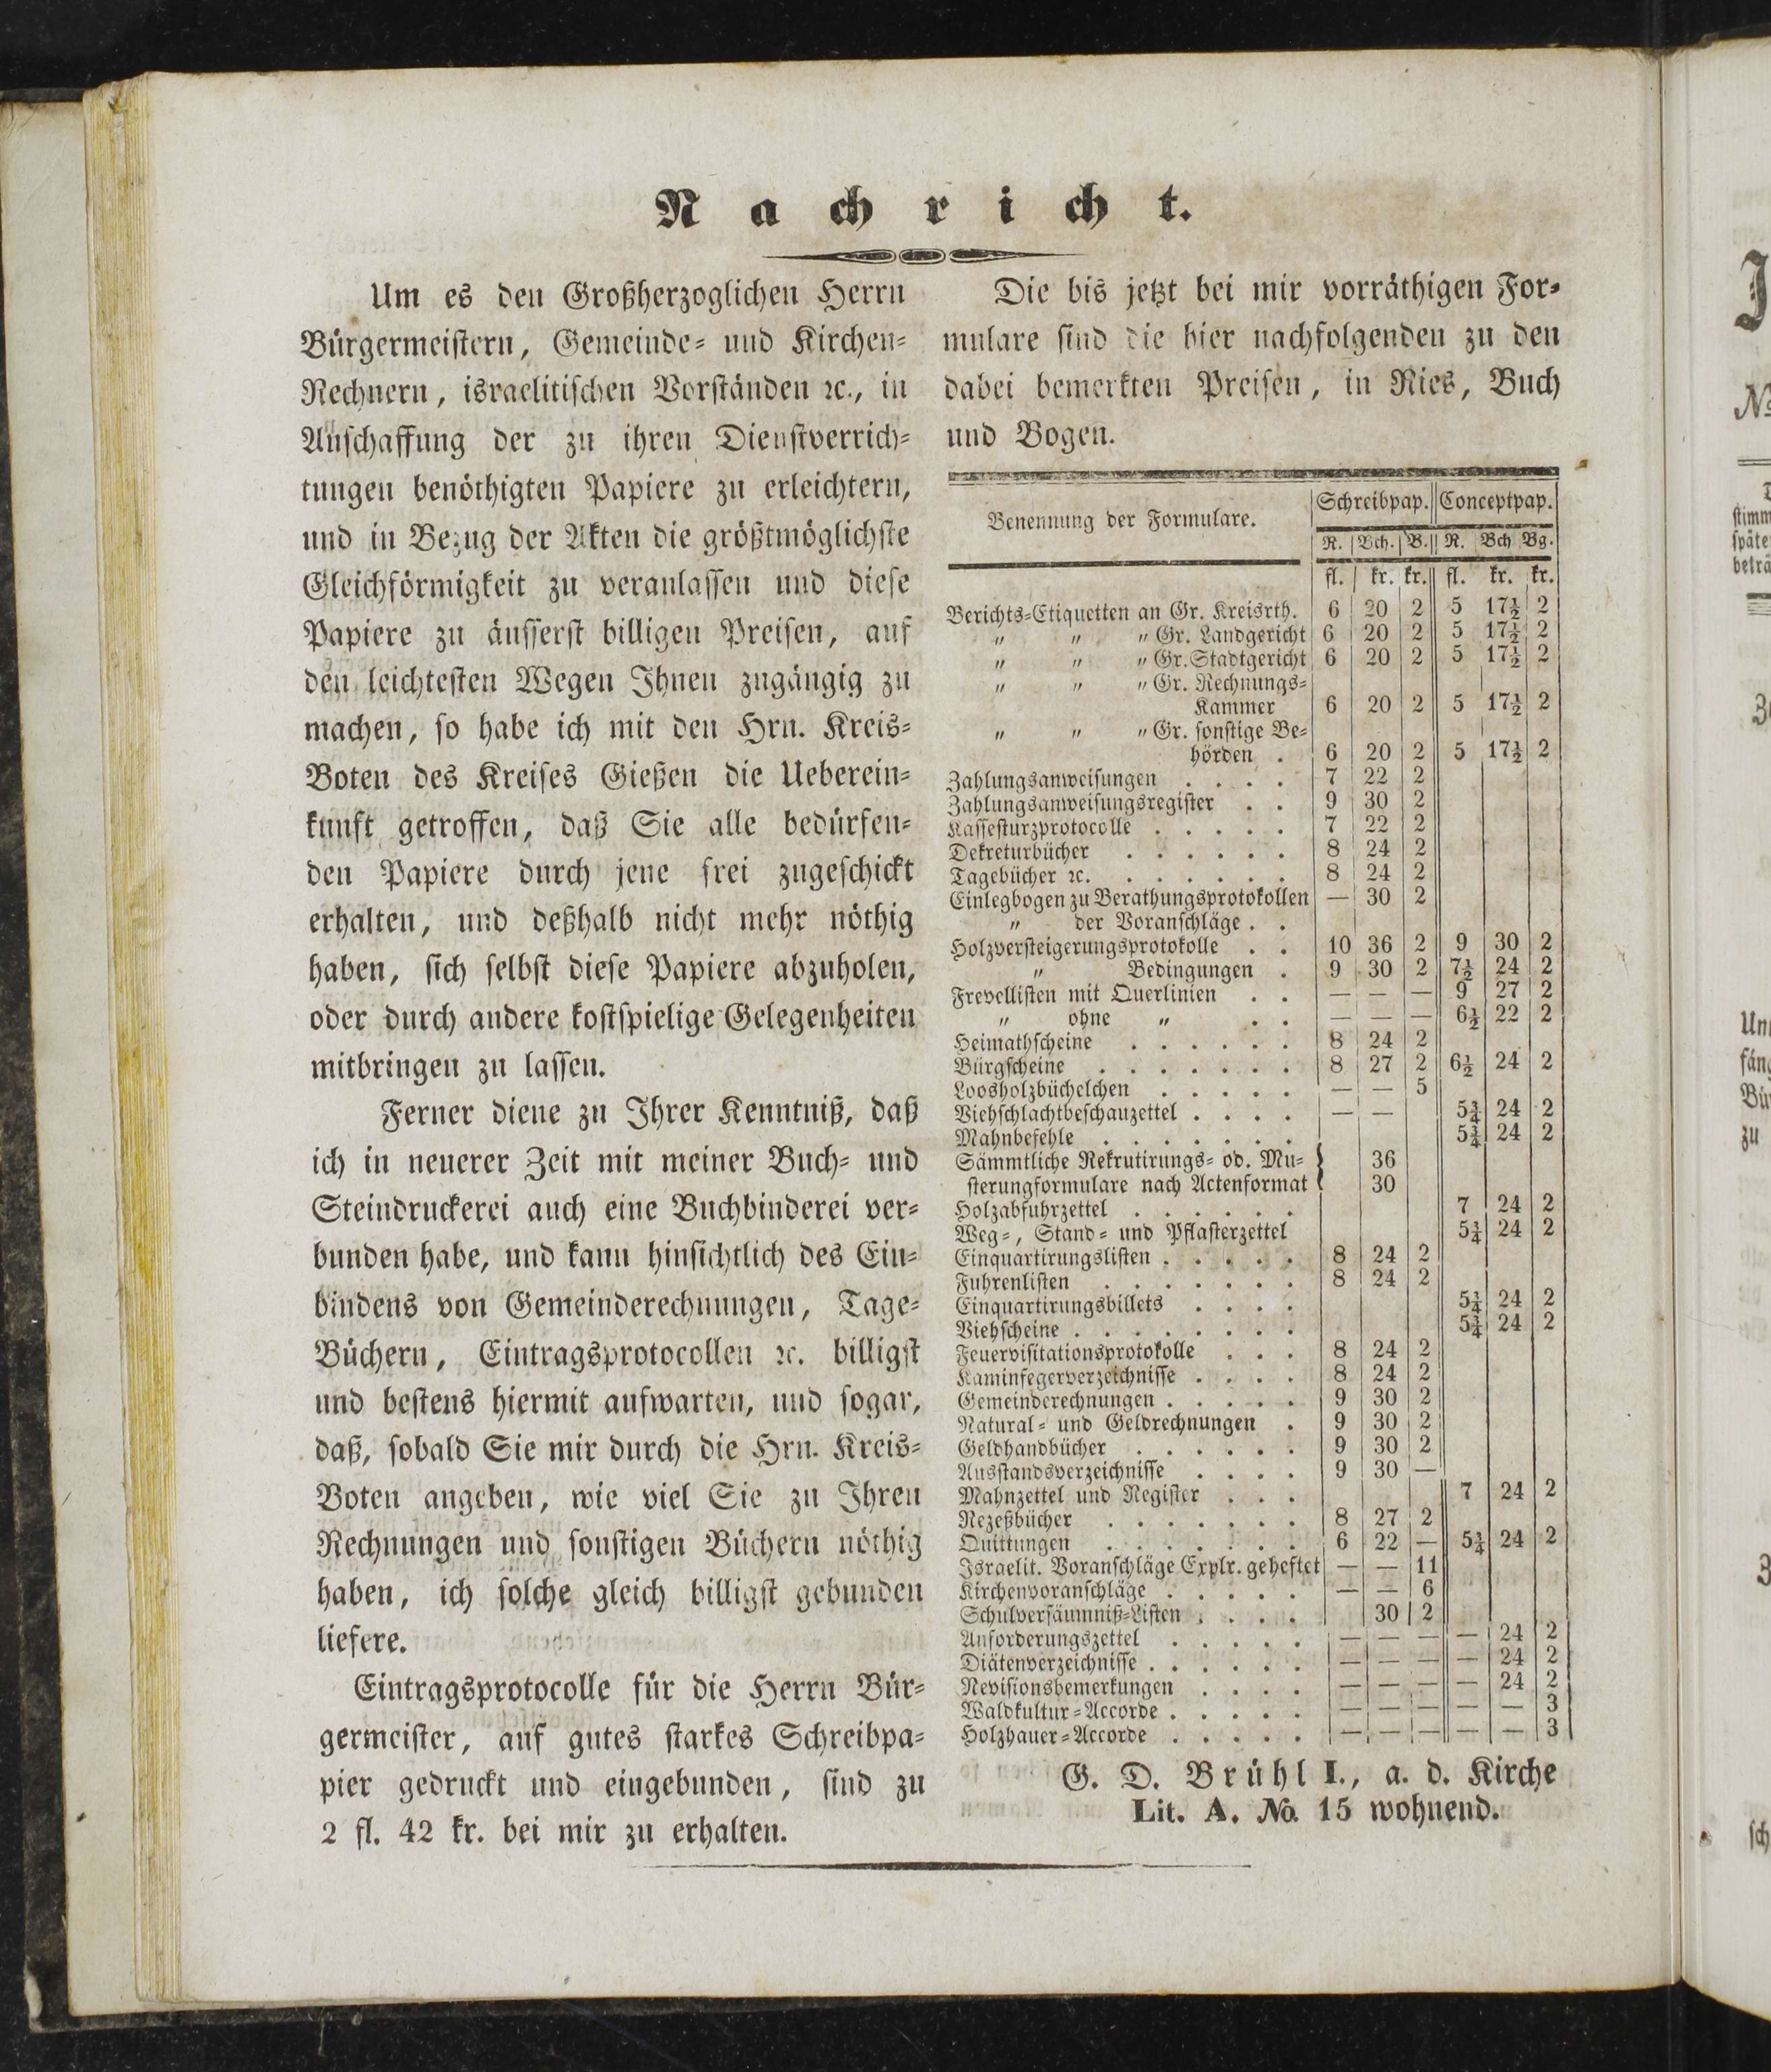 Nachricht.
Um es den Großherzoglichen Herrn
Bürgermeistern, Gemeinde- und Kirchen-
Rechnern, israelitischen Vorständen ꝛc., in
Anschaffung der zu ihren Dienstverrich-
tungen benöthigten Papiere zu erleichtern,
und in Bezug der Akten die größtmöglichste
Gleichförmigkeit zu veranlassen und diese
Papiere zu äusserst billigen Preisen, auf
den leichtesten Wegen Ihnen zugängig zu
machen, so habe ich mit den Hrn. Kreis-
Boten des Kreises Gießen die Ueberein-
kunft getroffen, daß Sie alle bedürfen-
den Papiere durch jene frei zugeschickt
erhalten, und deßhalb nicht mehr nöthig
haben, sich selbst diese Papiere abzuholen,
oder durch andere kostspielige Gelegenheiten
mitbringen zu lassen.
Ferner diene zu Ihrer Kenntniß, daß
ich in neuerer Zeit mit meiner Buch- und
Steindruckerei auch eine Buchbinderei ver-
bunden habe, und kann hinsichtlich des Ein-
bindens von Gemeinderechnungen, Tage-
Büchern, Eintragsprotocollen ꝛc. billigst
und bestens hiermit aufwarten, und sogar,
daß, sobald Sie mir durch die Hrn. Kreis-
Boten angeben, wie viel Sie zu Ihren
Rechnungen und sonstigen Büchern nöthig
haben, ich solche gleich billigst gebunden
liefere.
Eintragsprotocolle für die Herrn Bür-
germeister, auf gutes starkes Schreibpa-
pier gedruckt und eingebunden, sind zu
2 fl. 42 kr. bei mir zu erhalten.
Die bis jetzt bei mir vorräthigen For-
mulare sind die hier nachfolgenden zu den
dabei bemerkten Preisen, in Ries, Buch
und Bogen.
Benennung der Formulare. Schreibpap. Conceptpap.
R. Bch. B. R. Bch Bg.
fl. kr. kr. fl. kr. kr.
Berichts-Etiquetten an Gr. Kreisrth. 6 20 2 5 17½ 2
" " " Gr. Landgericht 6 20 2 5 17½ 2
" " " Gr. Stadtgericht 6 20 2 5 17½ 2
" " " Gr. Rechnungs-
Kammer 6 20 2 5 17½ 2
" " " Gr. sonstige Be-
hörden . 6 20 2 5 17½ 2
Zahlungsanweisungen . . . . 7 22 2
Zahlungsanweisungsregister . . 9 30 2
Kassesturzprotocolle . . . . . 7 22 2
Dekreturbücher . . . . . . 8 24 2
Tagebücher ꝛc. . . . . . . 8 24 2
Einlegbogen zu Berathungsprotokollen — 30 2
" der Voranschläge . .
Holzversteigerungsprotokolle . . 10 36 2 9 30 2
" Bedingungen . 9 30 2 7½ 24 2
Frevellisten mit Querlinien . . — — — 9 27 2
" ohne " . . — — — 6½ 22 2
Heimathscheine . . . . . . 8 24 2
Bürgscheine . . . . . . . 8 27 2 6½ 24 2
Loosholzbüchelchen . . . . . — — 5
Viehschlachtbeschauzettel . . . . — — 5¾ 24 2
Mahnbefehle . . . . . . . 5¾ 24 2
Sämmtliche Rekrutirungs- od. Mu- } 36
sterungformulare nach Actenformat 30
Holzabfuhrzettel . . . . . . 7 24 2
Weg-, Stand- und Pflasterzettel 5¾ 24 2
Einquartirungslisten . . . . . 8 24 2
Fuhrenlisten . . . . . . . 8 24 2
Einquartirungsbillets . . . . 5¾ 24 2
Viehscheine . . . . . . . . 5¾ 24 2
Feuervisitationsprotokolle . . . 8 24 2
Kaminfegerverzeichnisse . . . . 8 24 2
Gemeinderechnungen . . . . . 9 30 2
Natural- und Geldrechnungen . 9 30 2
Geldhandbücher . . . . . . 9 30 2
Ausstandsverzeichnisse . . . . 9 30 —
Mahnzettel und Register . . . 7 24 2
Rezeßbücher . . . . . . . 8 27 2
Quittungen . . . . . . . 6 22 — 5¾ 24 2
Israelit. Voranschläge Explr. geheftet — — 11
Kirchenvoranschläge . . . . . — — 6
Schulversäumniß-Listen . . . . 30 2
Anforderungszettel . . . . . — — — — 24 2
Diätenverzeichnisse . . . . . . — — — — 24 2
Revisionsbemerkungen . . . . — — — — 24 2
Waldkultur-Accorde . . . . . — — — — — 3
Holzhauer-Accorde . . . . . — — — — — 3
G. D. Brühl I., a. d. Kirche
Lit. A. No. 15 wohnend.